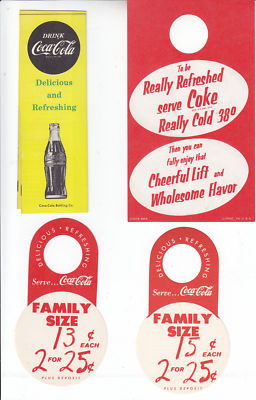 DRINK
Coca-Cola
Delicious
and
Refreshing
Coca-Cola Bottling Co.
To be
Really Refreshed
serve Coke
Really Cold 38°
Then you can
fully enjoy that
Cheerful Lift and
Wholesome Flavor
LITHO. IN U.S.A.
DELICIOUS • REFRESHING
Serve... Coca-Cola
FAMILY
SIZE
13¢
EACH
2 FOR 25¢
PLUS DEPOSIT
DELICIOUS • REFRESHING
Serve... Coca-Cola
FAMILY
SIZE
15¢
EACH
2 FOR 25¢
PLUS DEPOSIT